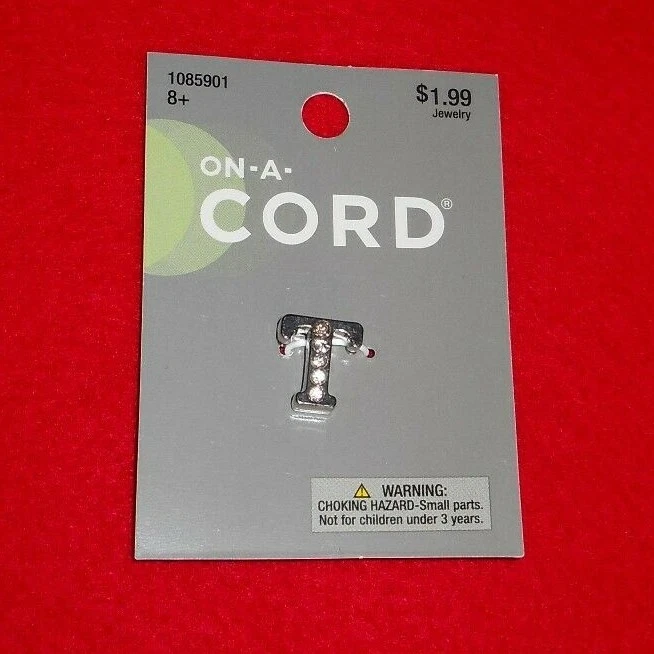 1085901
8+
$1.99
Jewelry
ON-A-
CORD®
T
WARNING:
CHOKING HAZARD-Small parts.
Not for children under 3 years.